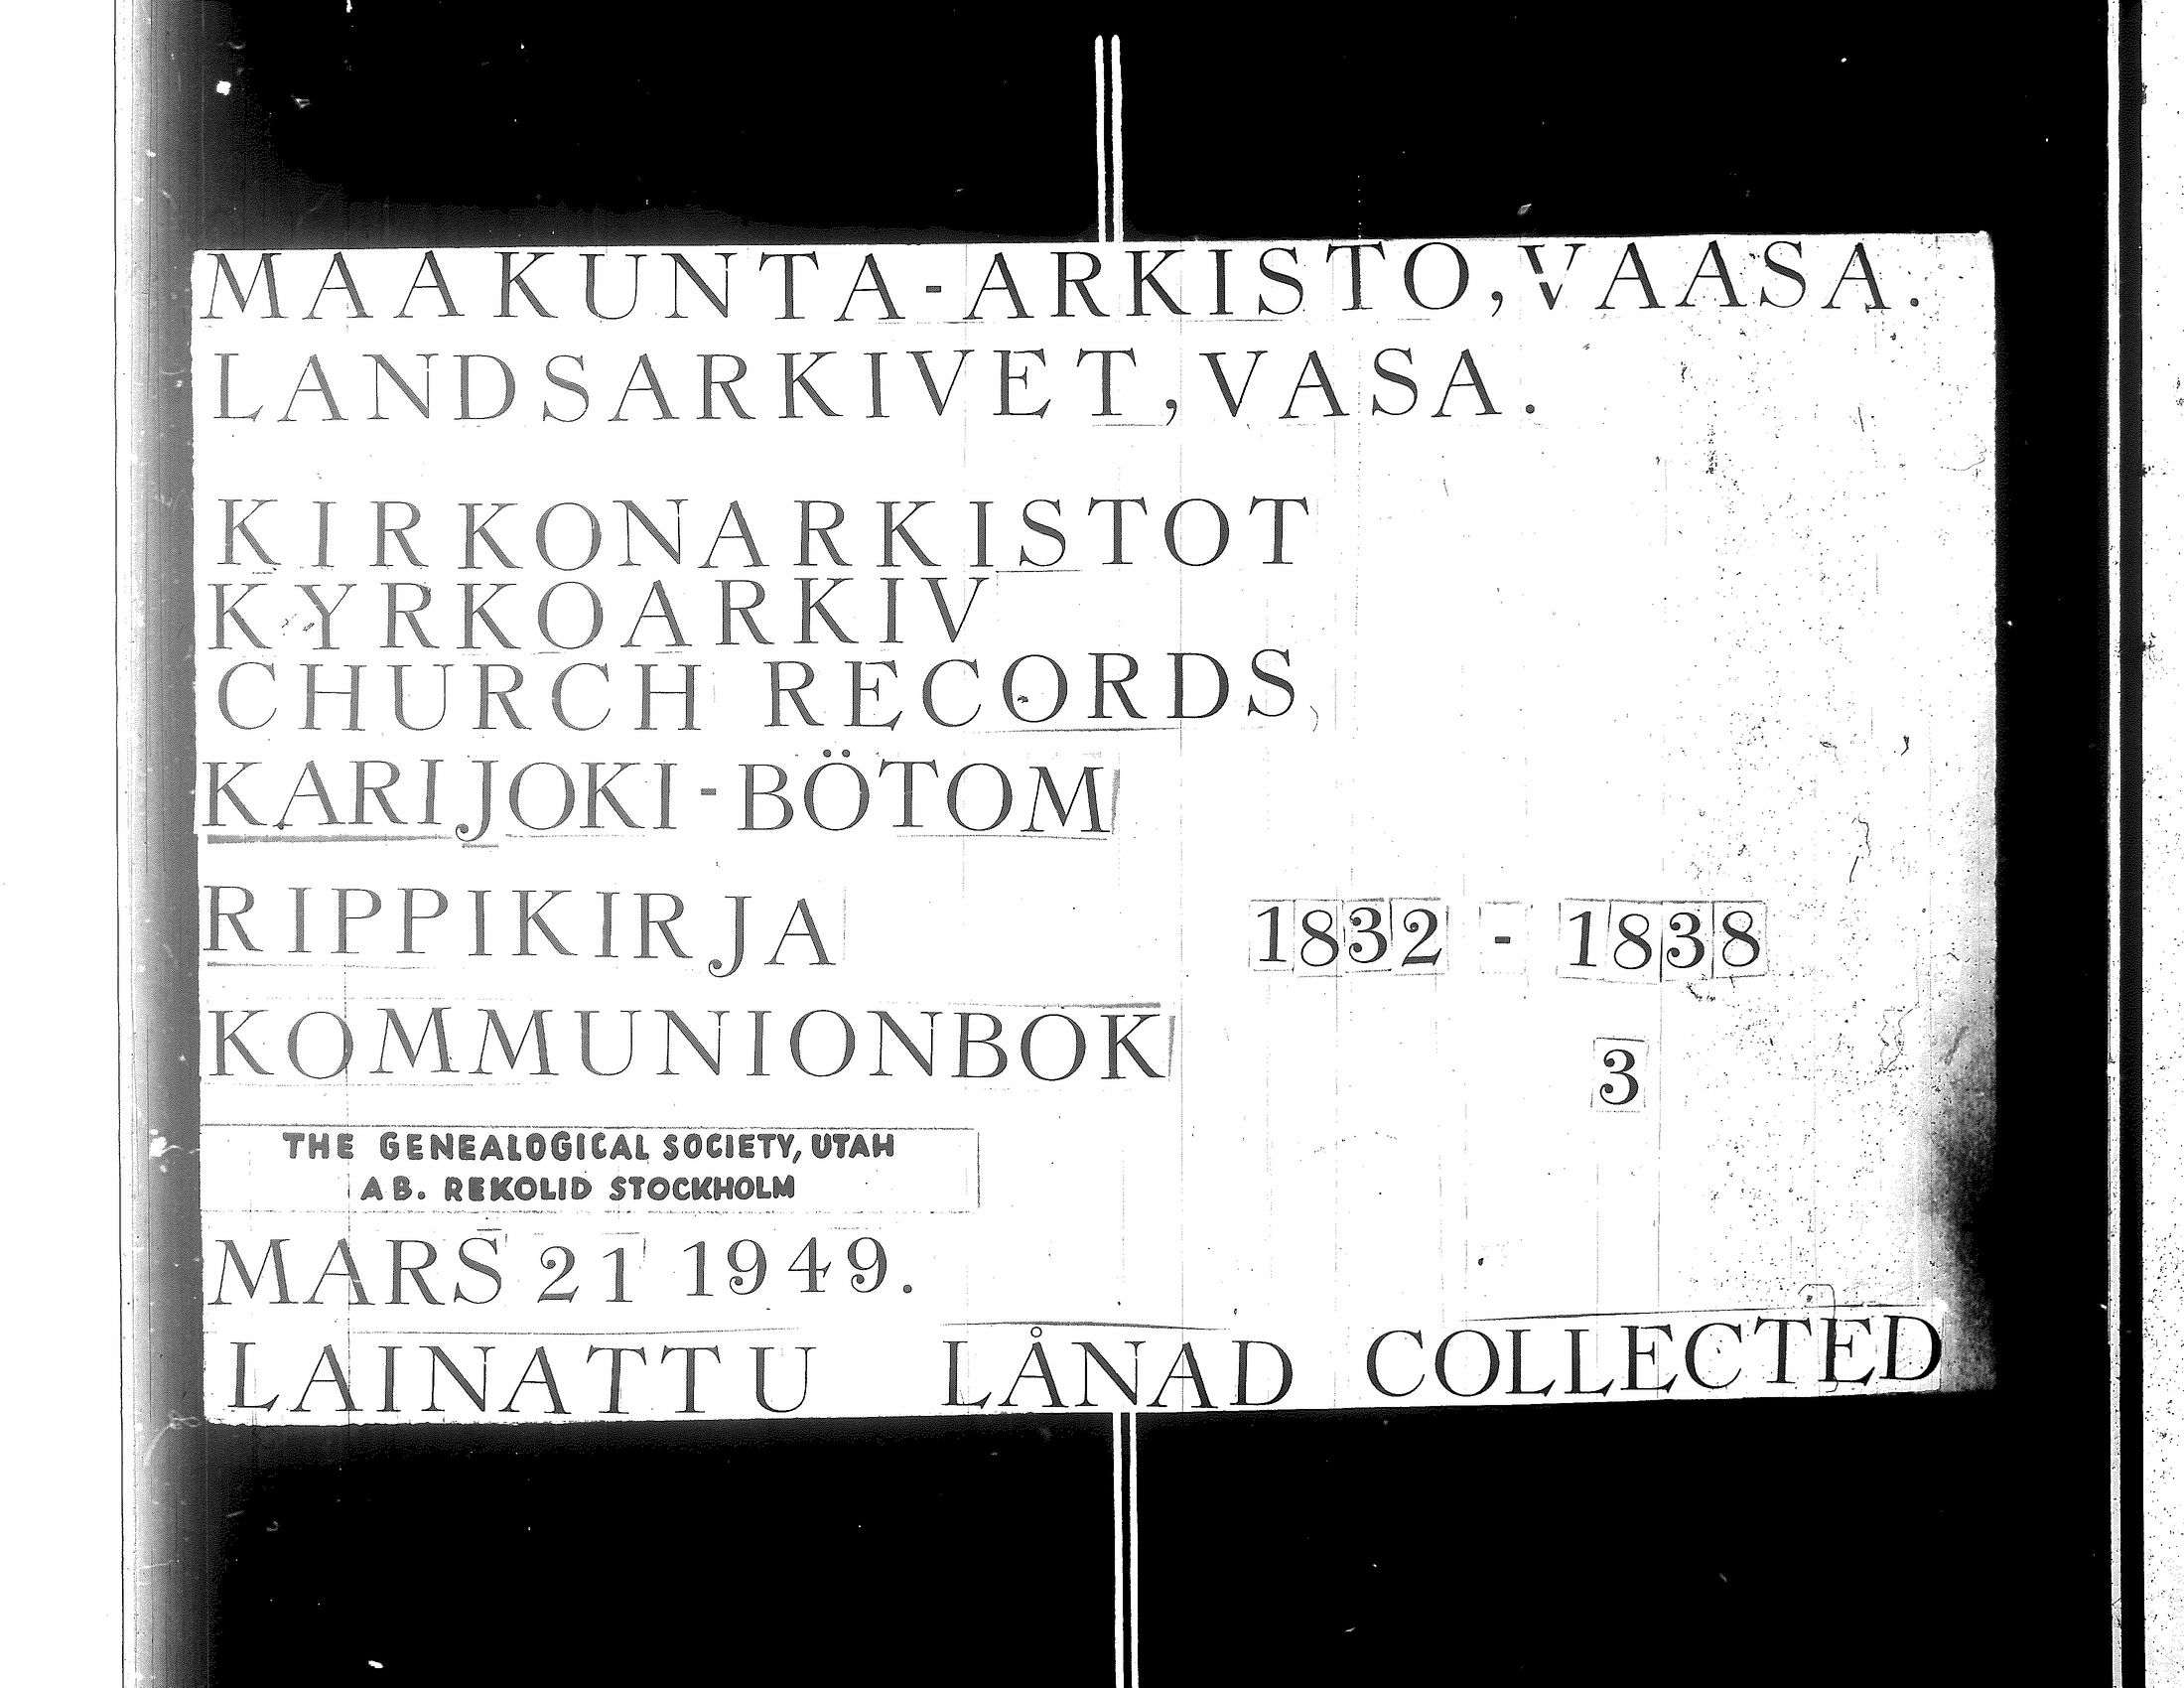 MAAKUNTA-ARKISTO, VAASA.
LANDSARKIVET, VASA.
KIRKONARKISTOT
KYRKOARKIV
CHURCH RECORDS,
KARIJOKI - BÖTOM
RIPPIKIRJA 1832 - 1838
KOMMUNIONBOK 3
THE GENEALOGICAL SOCIETY, UTAH
AB. REKOLID STOCKHOLM
MARS 21 1949.
LAINATTU LÅNAD COLLECTED